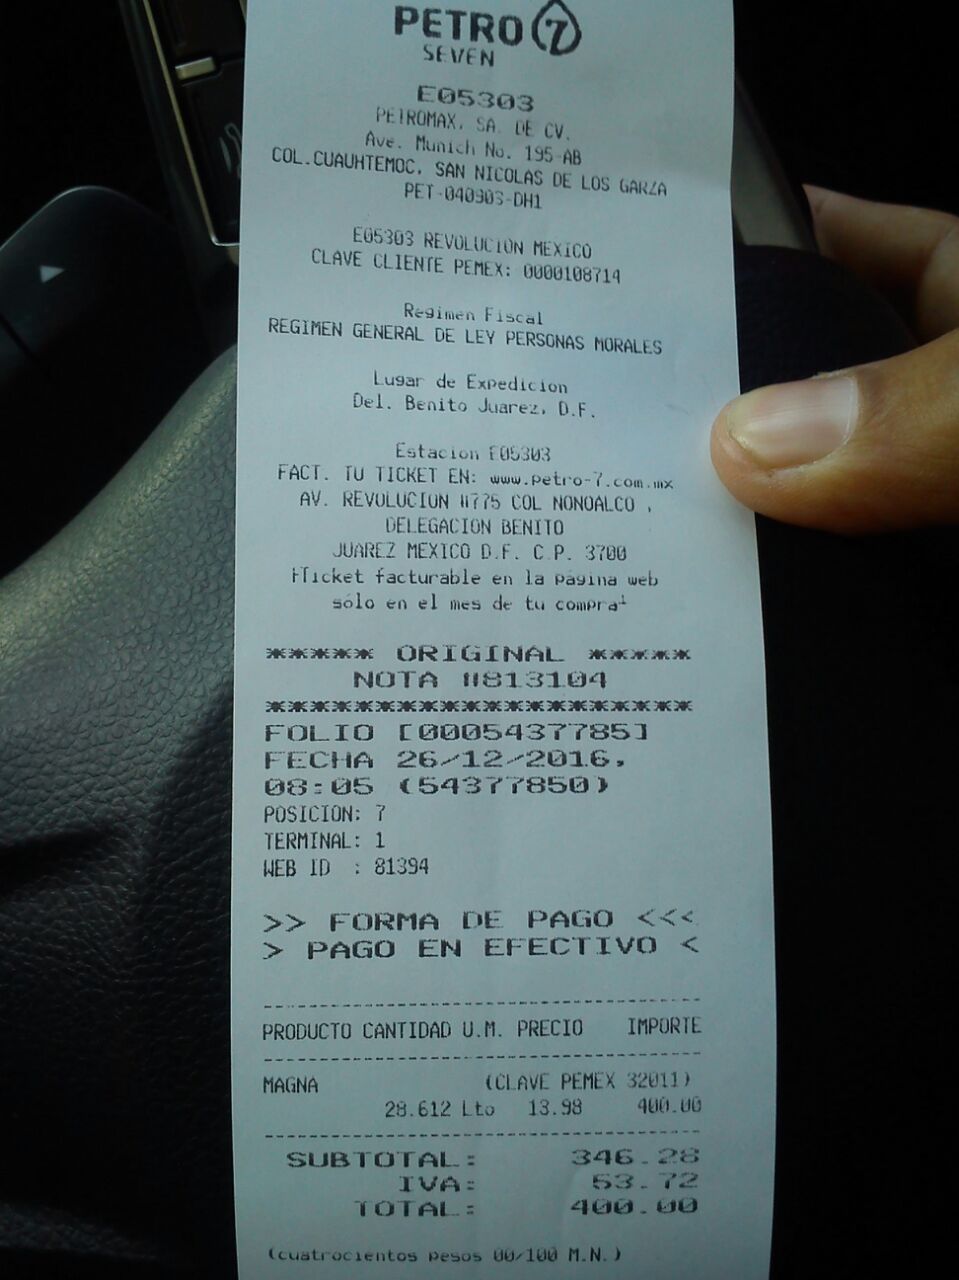 PETRO 7
SEVEN
E05303
PETROMAX, SA. DE CV.
Ave. Munich No. 195-AB
COL.CUAUHTEMOC, SAN NICOLAS DE LOS GARZA
PET-040903-DH1
E05303 REVOLUCION MEXICO
CLAVE CLIENTE PEMEX: 0000108714
Regimen Fiscal
REGIMEN GENERAL DE LEY PERSONAS MORALES
Lugar de Expedicion
Del. Benito Juarez, D.F.
Estacion E05303
FACT. TU TICKET EN: www.petro-7.com.mx
AV. REVOLUCION #775 COL NONOALCO ,
DELEGACION BENITO
JUAREZ MEXICO D.F. C.P. 3700
Ticket facturable en la pagina web
solo en el mes de tu compra
***** ORIGINAL *****
NOTA #813104
********************
FOLIO [0005437785]
FECHA 26/12/2016,
08:05 (54377850)
POSICION: 7
TERMINAL: 1
WEB ID : 81394
>> FORMA DE PAGO <<<
> PAGO EN EFECTIVO <
----------------------------------------
PRODUCTO CANTIDAD U.M. PRECIO IMPORTE
----------------------------------------
MAGNA (CLAVE PEMEX 32011)
28.612 Lto 13.98 400.00
----------------------------------------
SUBTOTAL: 346.28
IVA: 53.72
TOTAL: 400.00
(cuatrocientos pesos 00/100 M.N.)